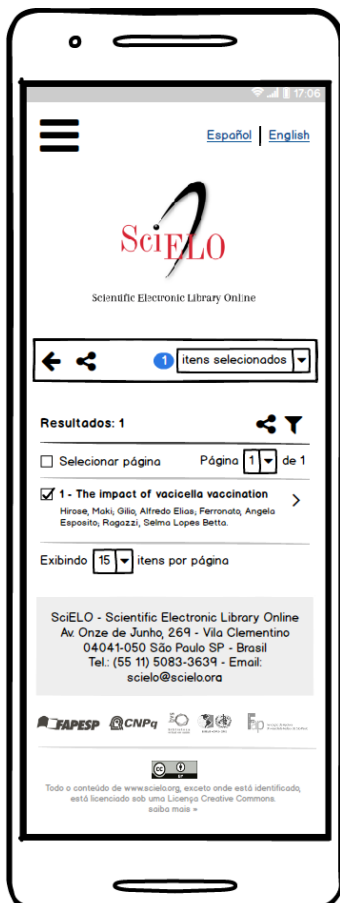 17:06
Español | English
SciELO
Scientific Electronic Library Online
1 itens selecionados
Resultados: 1
Selecionar página Página 1 de 1
1 - The impact of vacicella vaccination
Hirose, Maki; Gilio, Alfredo Elias; Ferronato, Angela
Esposito; Ragazzi, Selma Lopes Betta.
Exibindo 15 itens por página
SciELO - Scientific Electronic Library Online
Av. Onze de Junho, 269 - Vila Clementino
04041-050 São Paulo SP - Brasil
Tel.: (55 11) 5083-3639 - Email:
scielo@scielo.org
FAPESP CNPq
cc BY
Todo o conteúdo de www.scielo.org, exceto onde está identificado,
está licenciado sob uma Licença Creative Commons.
saiba mais »